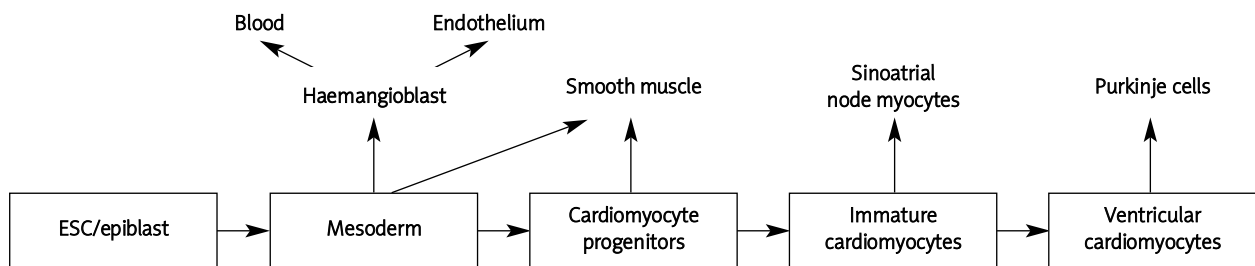 Blood
Endothelium
Haemangioblast
Smooth muscle
Sinoatrial
node myocytes
Purkinje cells
ESC/epiblast
Mesoderm
Cardiomyocyte
progenitors
Immature
cardiomyocytes
Ventricular
cardiomyocytes